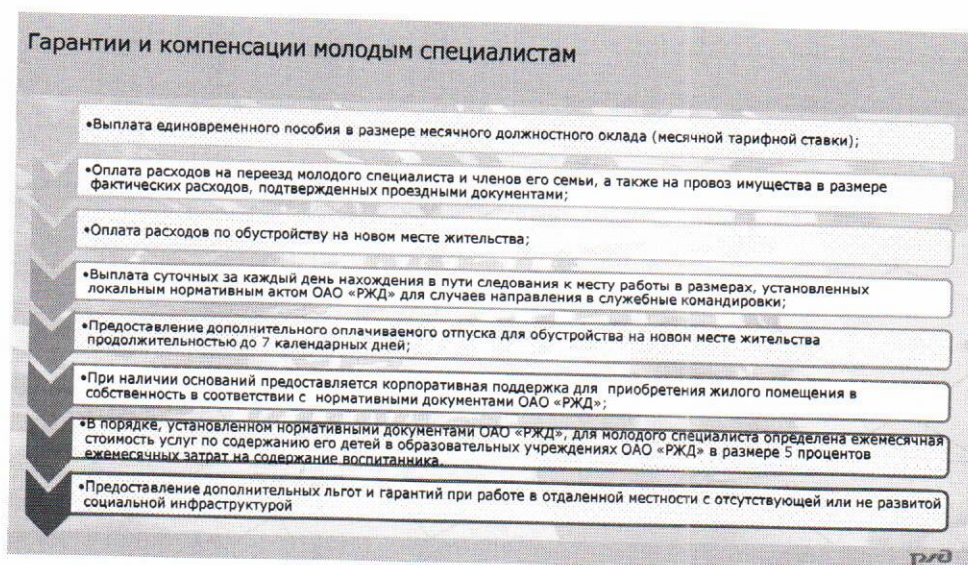 Гарантии и компенсации молодым специалистам
•Выплата единовременного пособия в размере месячного должностного оклада (месячной тарифной ставки);
•Оплата расходов на переезд молодого специалиста и членов его семьи, а также на провоз имущества в размере
фактических расходов, подтвержденных проездными документами;
•Оплата расходов по обустройству на новом месте жительства;
•Выплата суточных за каждый день нахождения в пути следования к месту работы в размерах, установленных
локальным нормативным актом ОАО «РЖД» для случаев направления в служебные командировки;
•Предоставление дополнительного оплачиваемого отпуска для обустройства на новом месте жительства
продолжительностью до 7 календарных дней;
•При наличии оснований предоставляется корпоративная поддержка для приобретения жилого помещения в
собственность в соответствии с нормативными документами ОАО «РЖД»;
•В порядке, установленном нормативными документами ОАО «РЖД», для молодого специалиста определена ежемесячная
стоимость услуг по содержанию его детей в образовательных учреждениях ОАО «РЖД» в размере 5 процентов
ежемесячных затрат на содержание воспитанника.
•Предоставление дополнительных льгот и гарантий при работе в отдаленной местности с отсутствующей или не развитой
социальной инфраструктурой
ржд